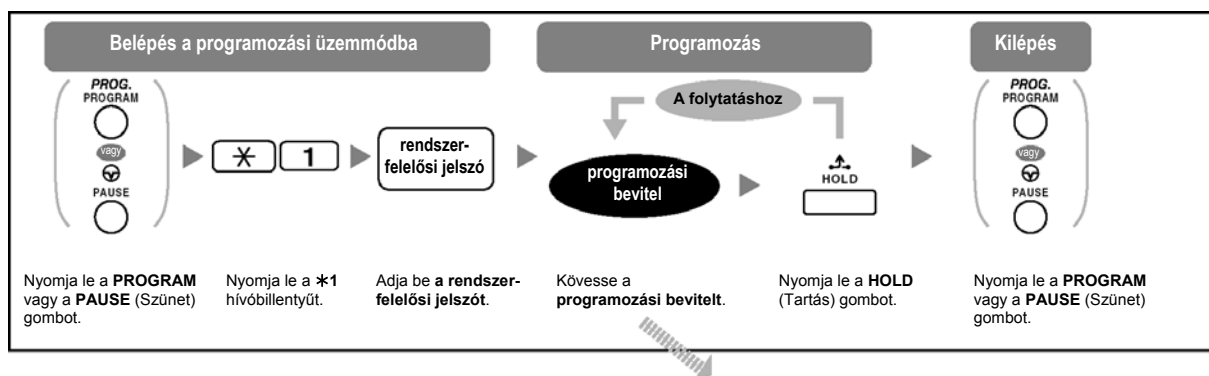 Belépés a programozási üzemmódba
Programozás
Kilépés
PROG.
PROGRAM
vagy
PAUSE
* 1
rendszer-
felelősi jelszó
A folytatáshoz
programozási
bevitel
HOLD
PROG.
PROGRAM
vagy
PAUSE
Nyomja le a PROGRAM
vagy a PAUSE (Szünet)
gombot.
Nyomja le a *1
hívóbillentyűt.
Adja be a rendszer-
felelősi jelszót.
Kövesse a
programozási bevitelt.
Nyomja le a HOLD
(Tartás) gombot.
Nyomja le a PROGRAM
vagy a PAUSE (Szünet)
gombot.